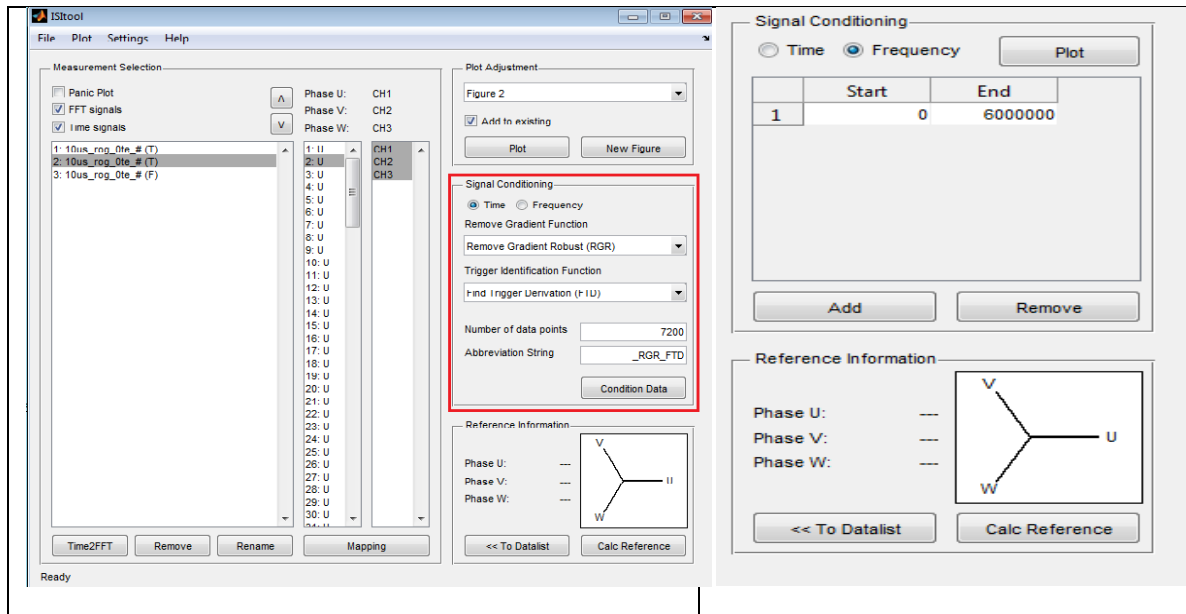 ISItool
File Plot Settings Help
Measurement Selection
Panic Plot
FFT signals
Time signals
Λ
V
Phase U: CH1
Phase V: CH2
Phase W: CH3
1: 10us_rog_0te_# (T)
2: 10us_rog_0te_# (T)
3: 10us_rog_0te_# (F)
1: U
2: U
3: U
4: U
5: U
6: U
7: U
8: U
9: U
10: U
11: U
12: U
13: U
14: U
15: U
16: U
17: U
18: U
19: U
20: U
21: U
22: U
23: U
24: U
25: U
26: U
27: U
28: U
29: U
30: U
CH1
CH2
CH3
Time2FFT Remove Rename Mapping
Ready
Plot Adjustment
Figure 2
Add to existing
Plot New Figure
Signal Conditioning
Time Frequency
Remove Gradient Function
Remove Gradient Robust (RGR)
Trigger Identification Function
Find Trigger Derivation (FTD)
Number of data points 7200
Abbreviation String _RGR_FTD
Condition Data
Reference Information
Phase U: ---
Phase V: ---
Phase W: ---
V
U
W
<< To Datalist Calc Reference
Signal Conditioning
Time Frequency Plot
Start End
1 0 6000000
Add Remove
Reference Information
Phase U: ---
Phase V: ---
Phase W: ---
V
U
W
<< To Datalist Calc Reference